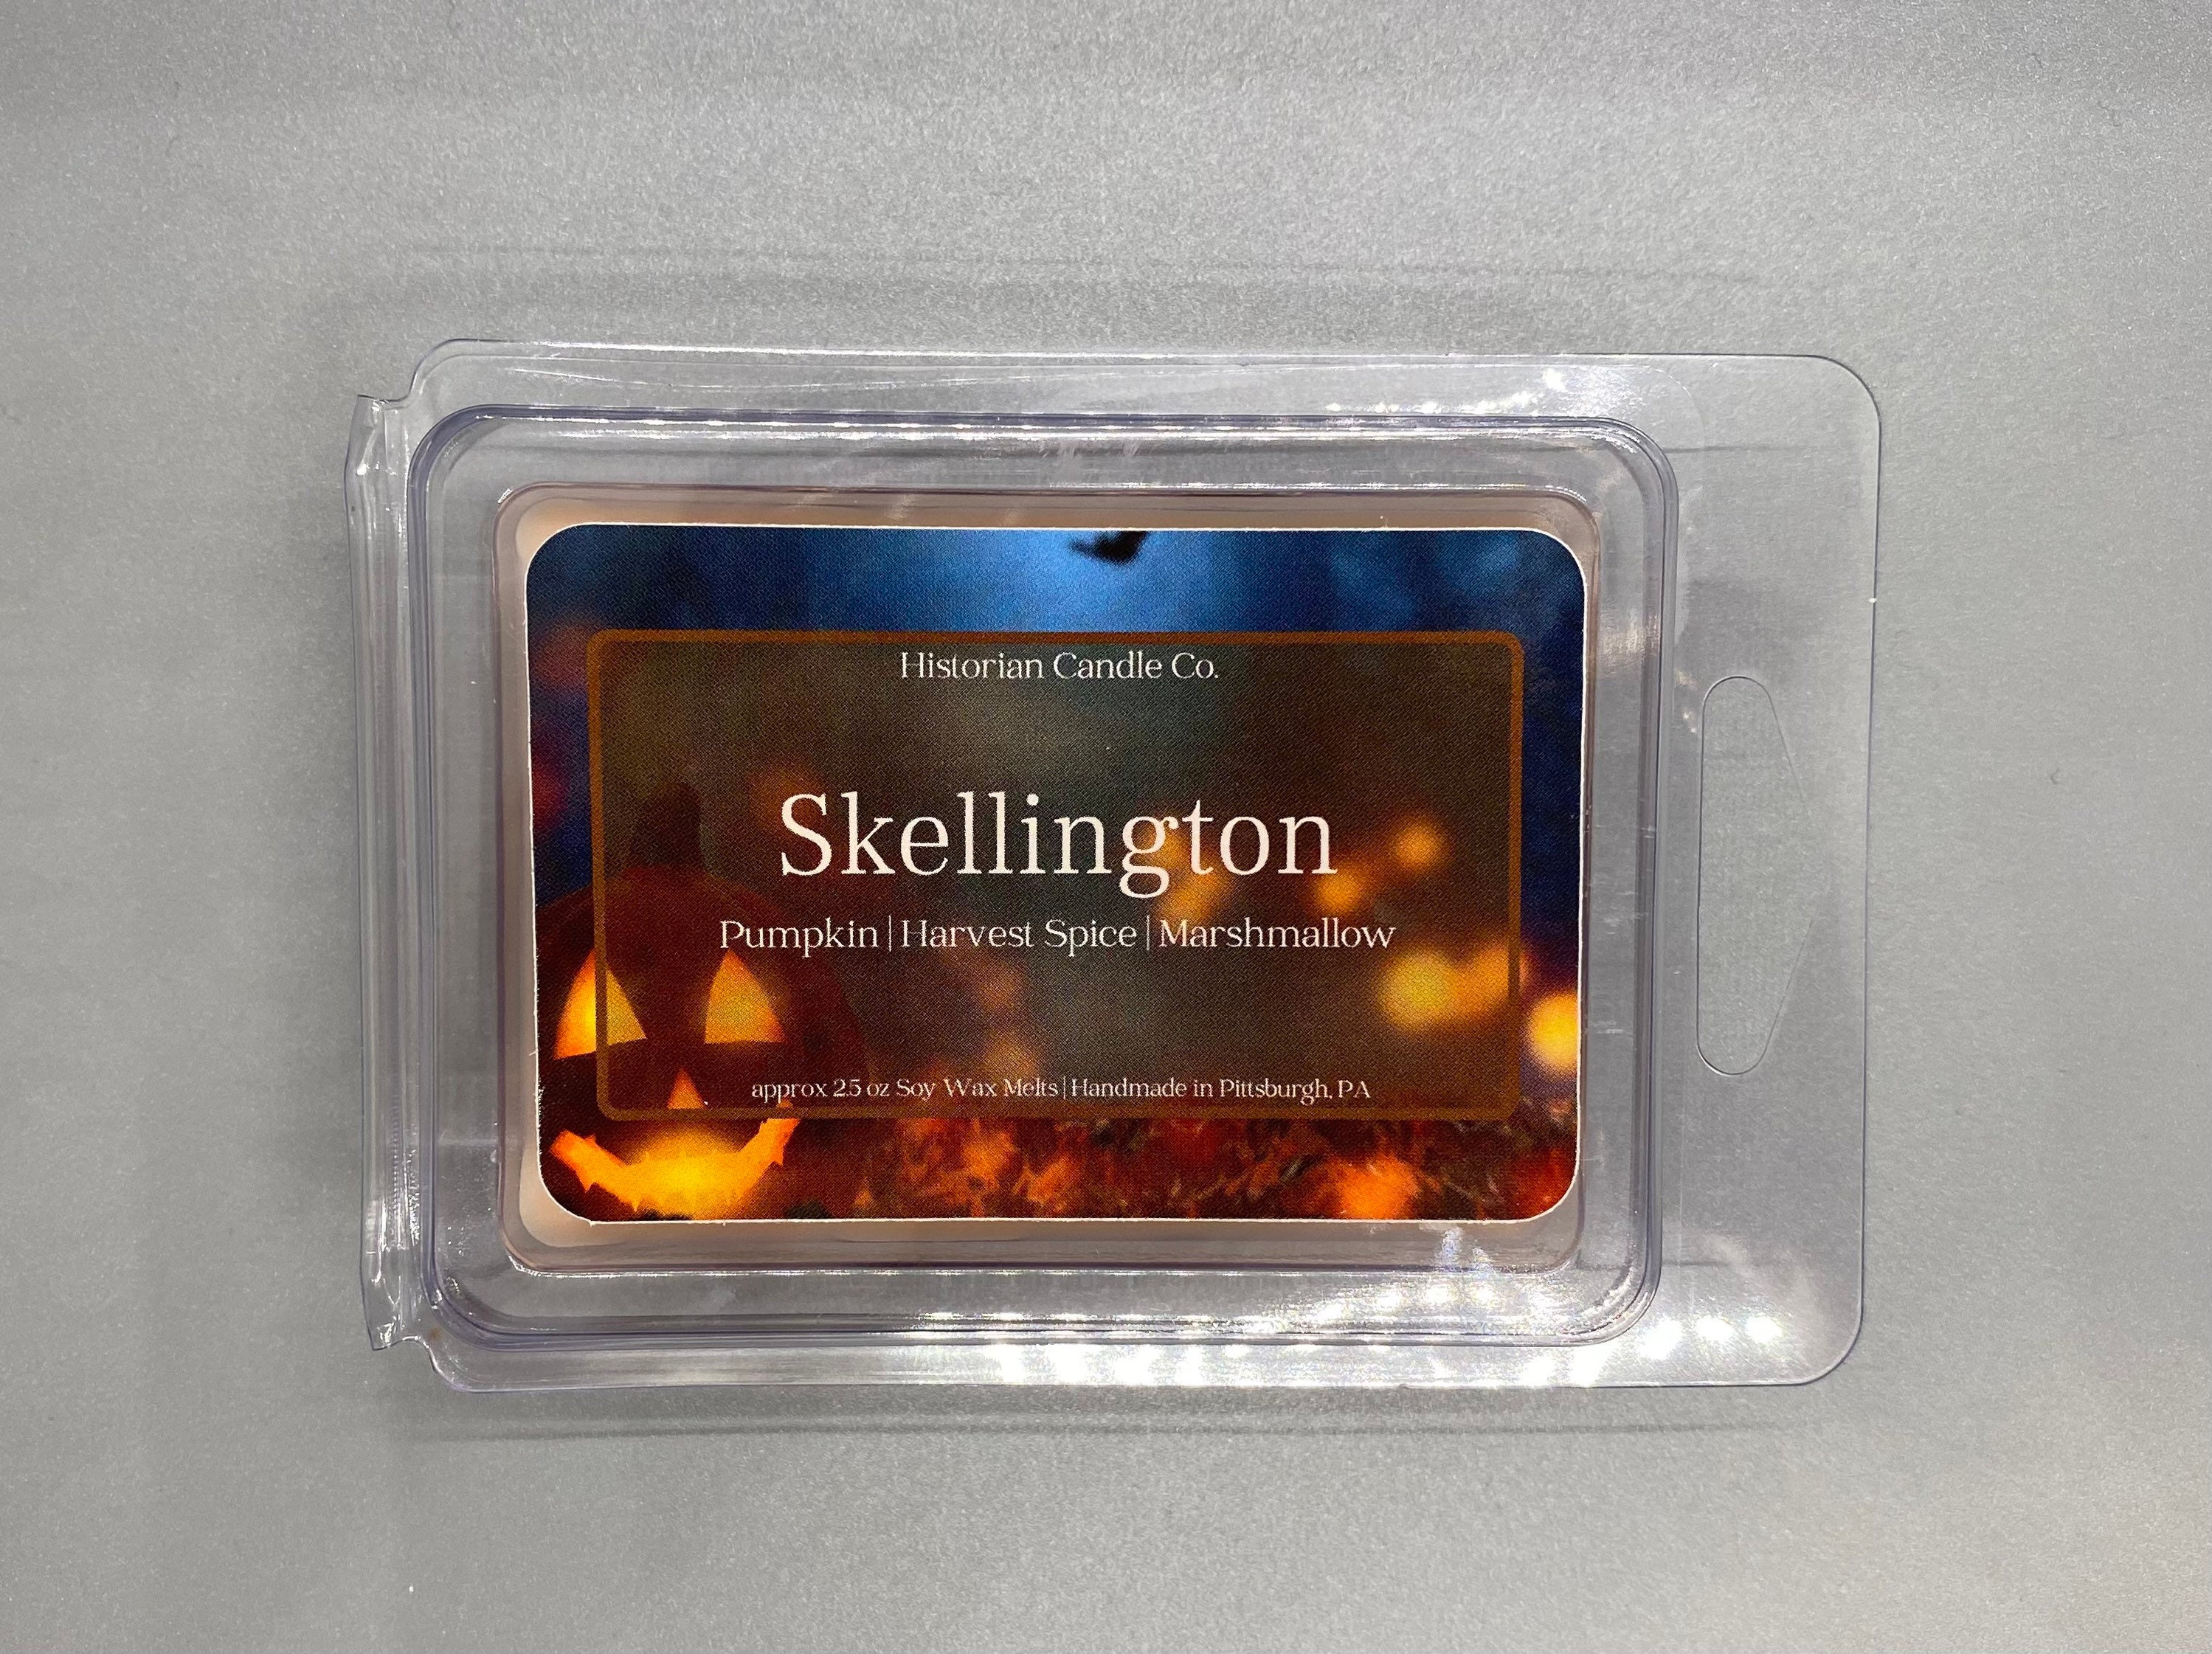 Historian Candle Co.
Skellington
Pumpkin | Harvest Spice | Marshmallow
approx 2.5 oz Soy Wax Melts | Handmade in Pittsburgh, PA